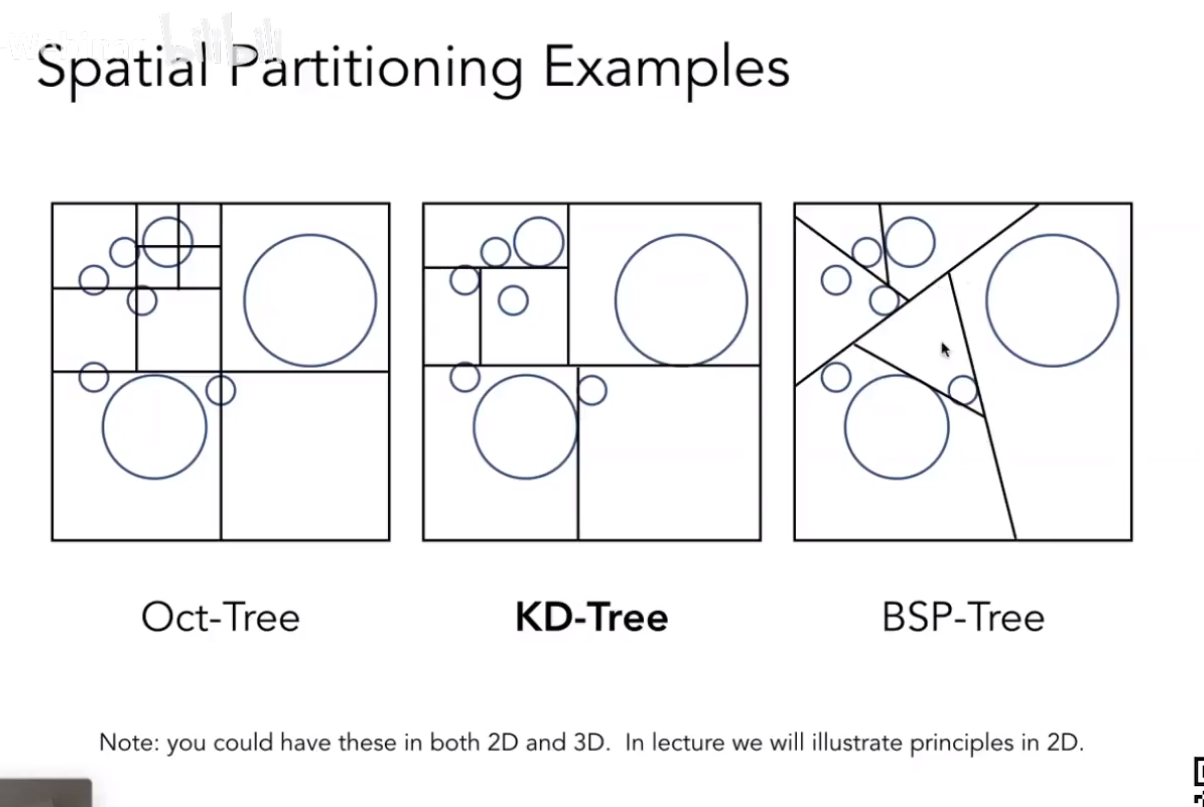 Spatial Partitioning Examples
Oct-Tree
KD-Tree
BSP-Tree
Note: you could have these in both 2D and 3D. In lecture we will illustrate principles in 2D.